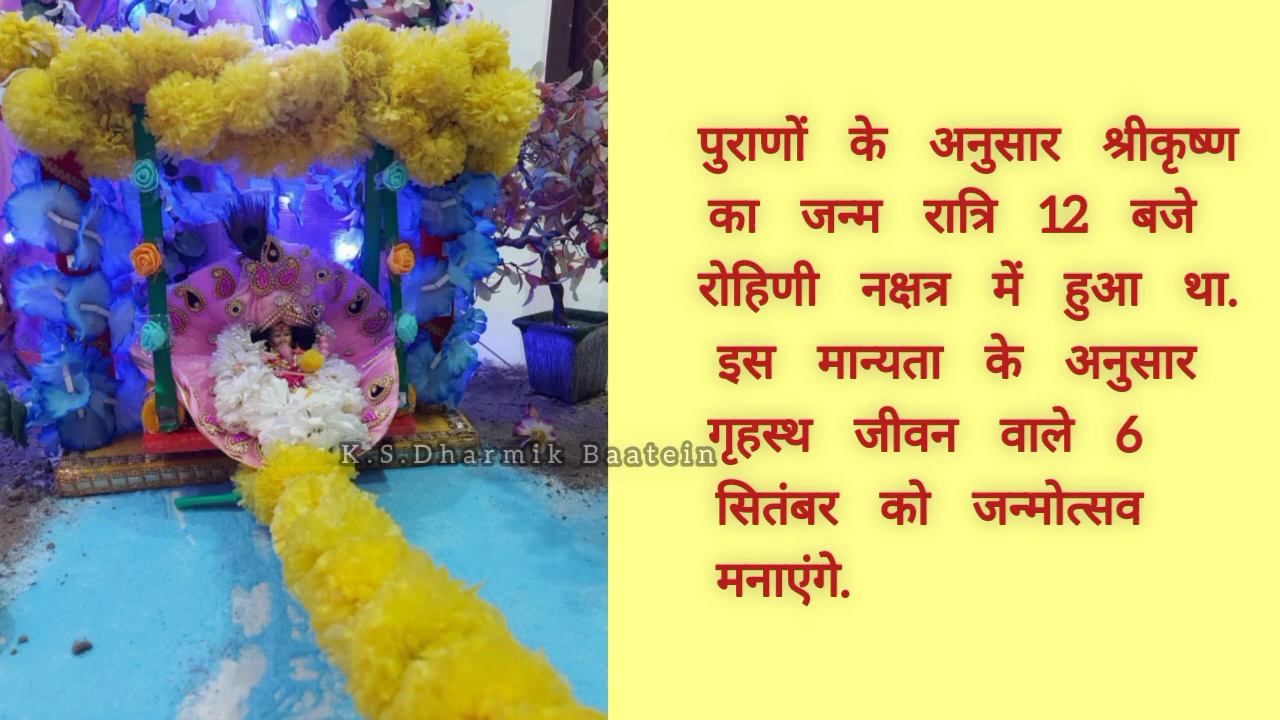 पुराणों के अनुसार श्रीकृष्ण
का जन्म रात्रि 12 बजे
रोहिणी नक्षत्र में हुआ था.
इस मान्यता के अनुसार
गृहस्थ जीवन वाले 6
सितंबर को जन्मोत्सव
मनाएंगे.
K.S.Dharmik Baatein